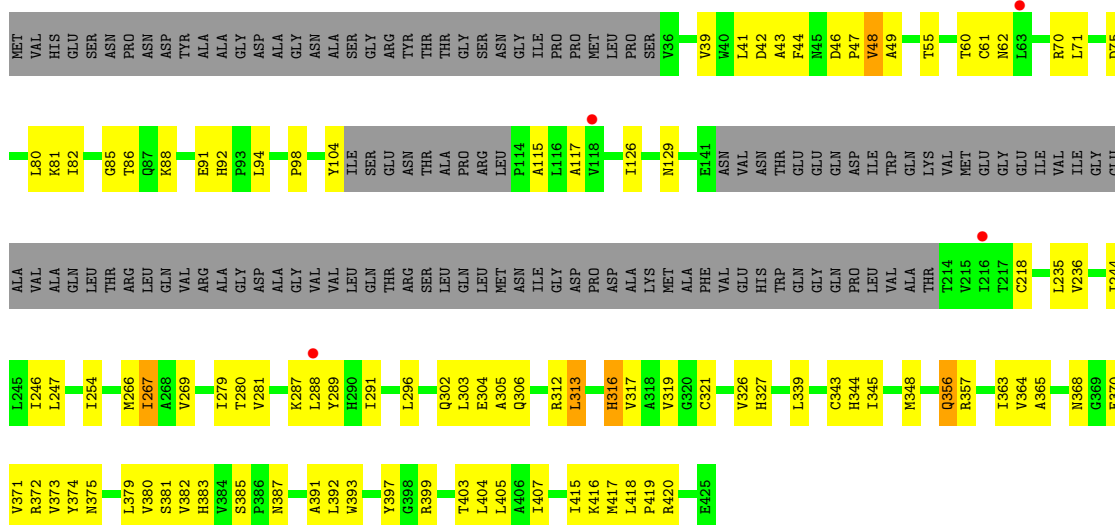 MET VAL HIS GLU SER ASN PRO ASN ASP TYR ALA ALA GLY ASP ALA GLY ASN ALA SER GLY ARG TYR THR THR GLY SER ASN GLY ILE PRO PRO MET LEU PRO SER V36 V39 W40 L41 D42 A43 F44 N45 D46 P47 V48 A49 T55 T60 C61 N62 L63 R70 L71
L80 K81 I82 G85 T86 Q87 K88 E91 H92 P93 L94 P98 Y104 ILE SER GLU ASN THR ALA PRO ARG LEU P114 A115 L116 A117 V118 I126 N129 E141 ASN VAL ASN THR GLU GLU GLN ASP ILE TRP GLN LYS VAL MET GLU GLY GLU ILE VAL ILE GLY
ALA VAL ALA GLN LEU THR ARG LEU GLN VAL ARG ALA GLY ASP ALA GLY VAL VAL LEU GLN THR ARG SER LEU GLN LEU MET ASN ILE GLY ASP PRO ASP ALA LYS MET ALA PHE VAL GLU HIS TRP GLN GLY GLN PRO LEU VAL ALA THR T214 V215 I216 T217 C218 L235 V236
L245 I246 L247 I254 M266 I267 A268 V269 I279 T280 V281 K287 L288 Y289 H290 I291 L296 Q302 L303 E304 A305 Q306 R312 L313 H316 V317 A318 V319 G320 C321 V326 H327 L339 C343 H344 I345 M348 Q356 R357 I363 V364 A365 N368 G369
V371 R372 V373 Y374 N375 L379 V380 S381 V382 H383 V384 S385 P386 N387 A391 L392 W393 Y397 G398 R399 T403 L404 L405 A406 I407 I415 K416 M417 L418 P419 R420 E425